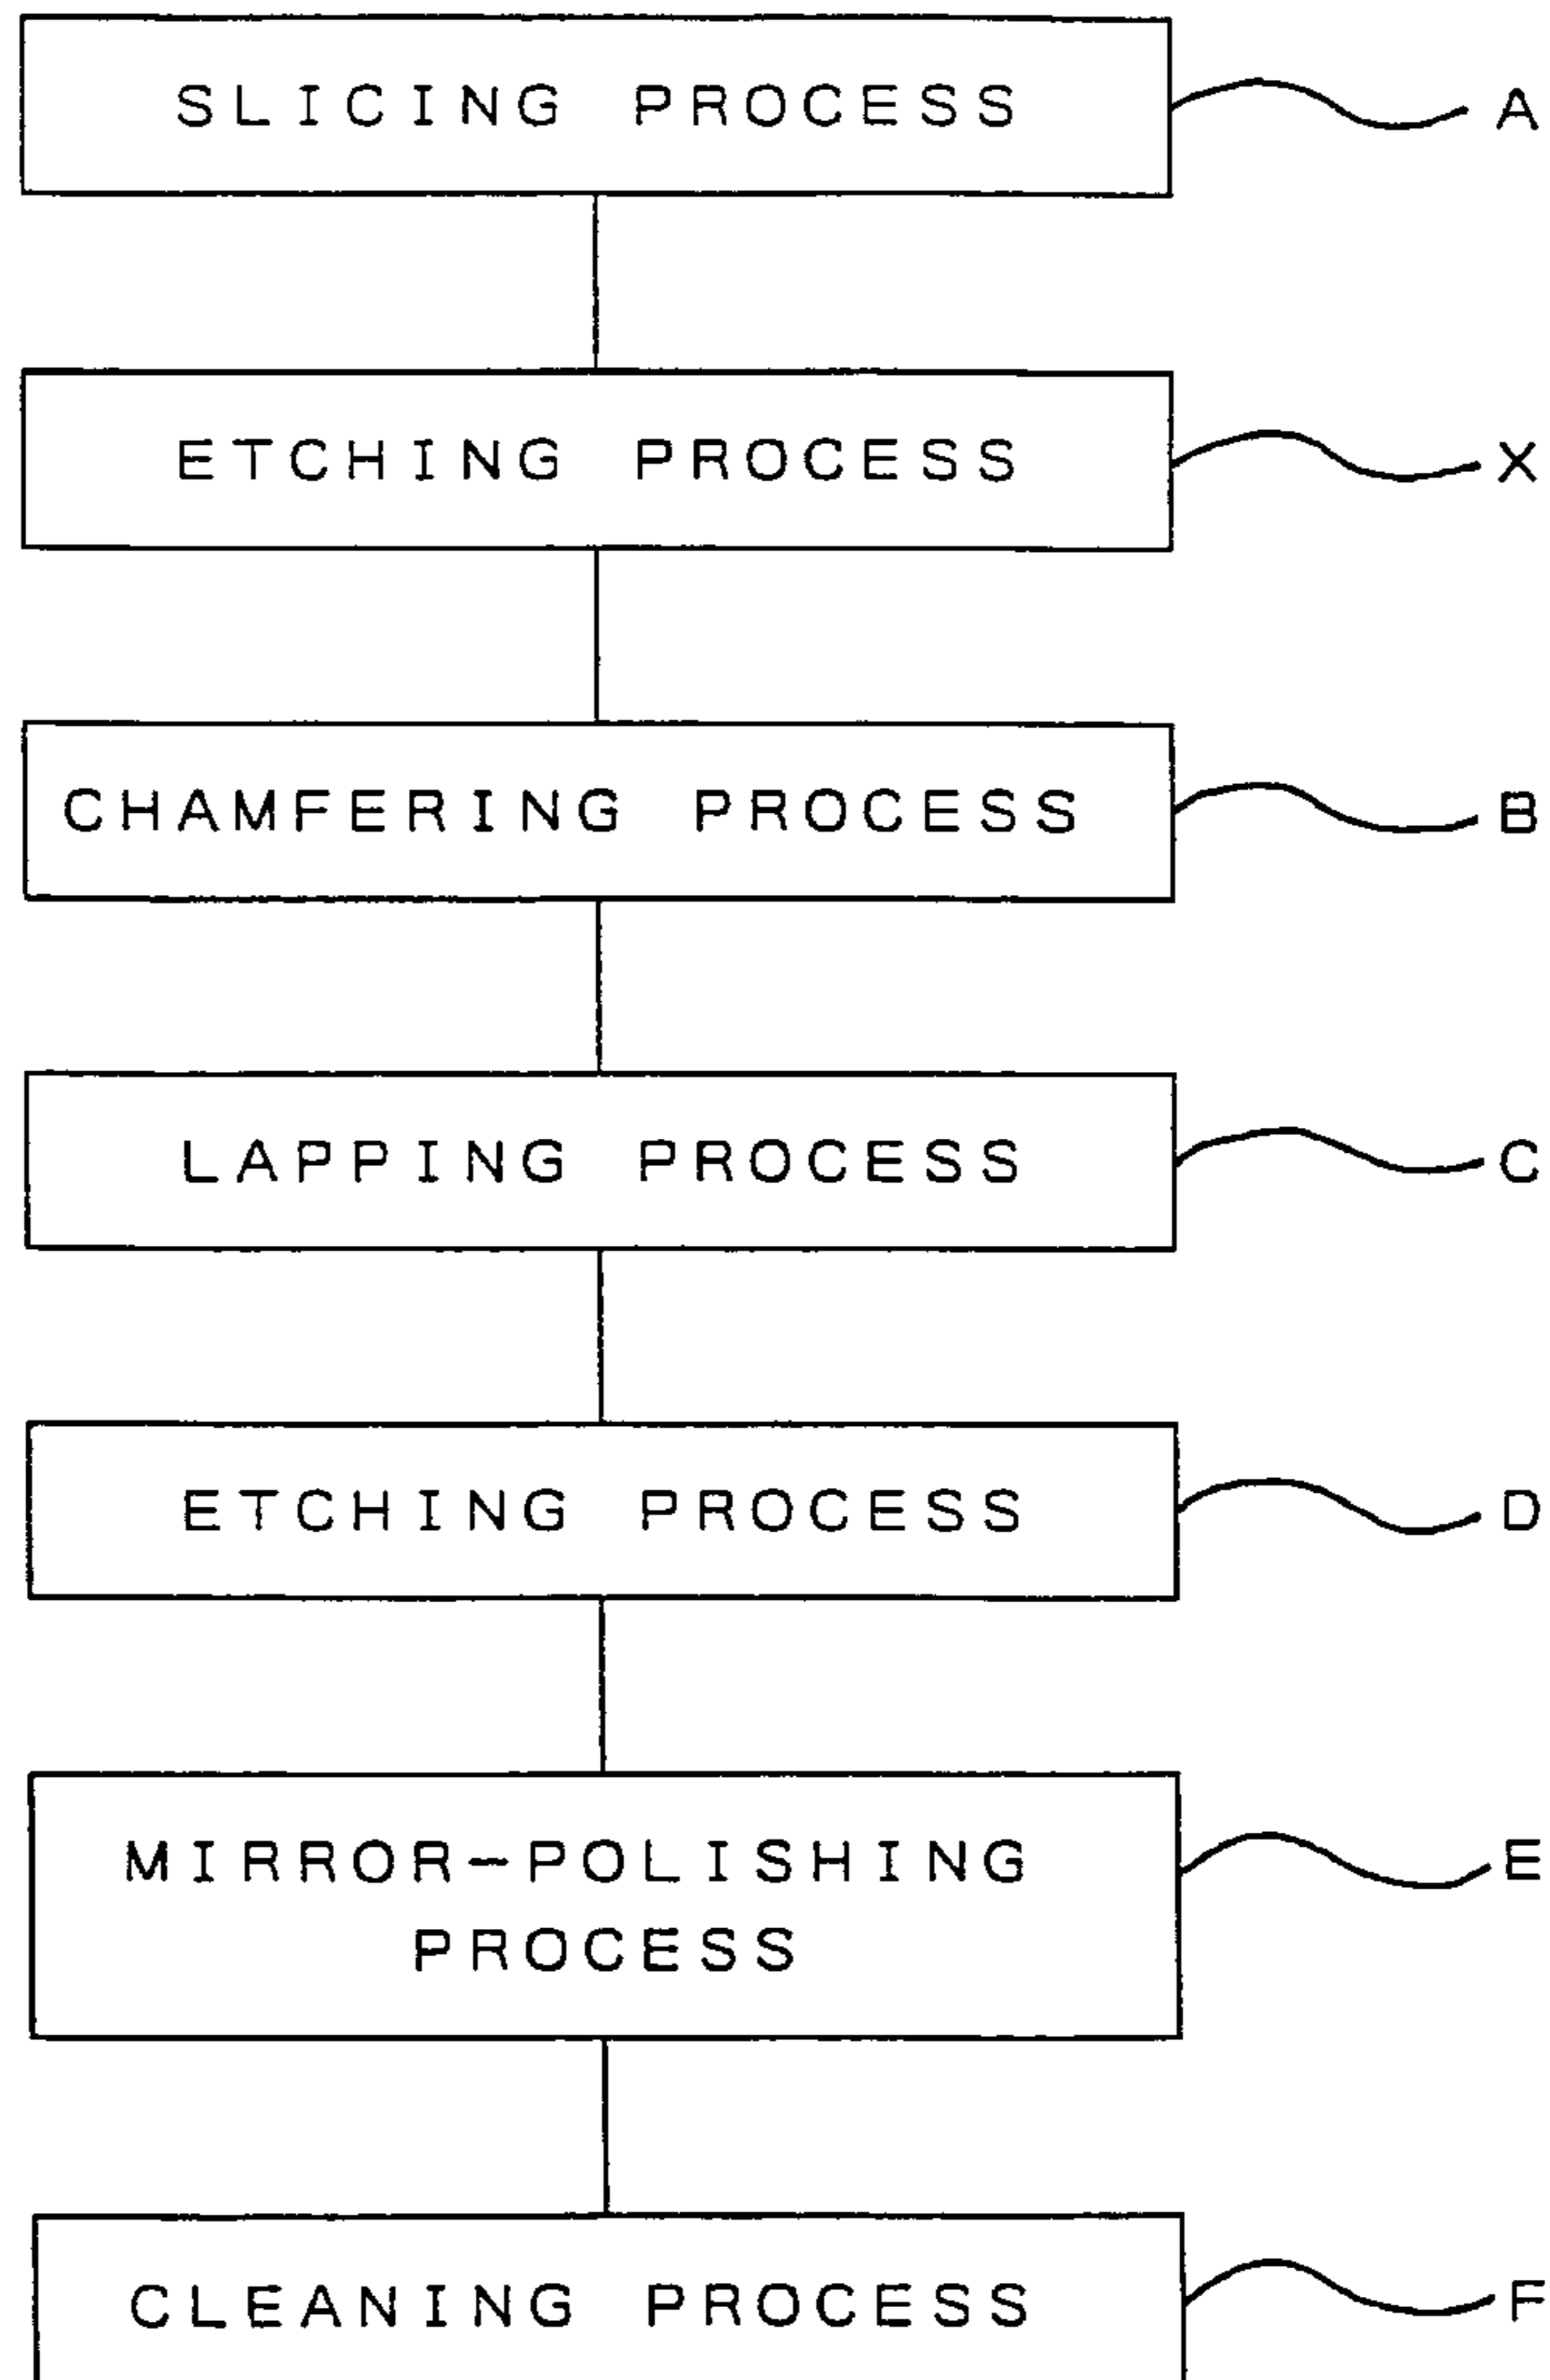 SLICING PROCESS A
ETCHING PROCESS X
CHAMFERING PROCESS B
LAPPING PROCESS C
ETCHING PROCESS D
MIRROR-POLISHING E
PROCESS
CLEANING PROCESS F